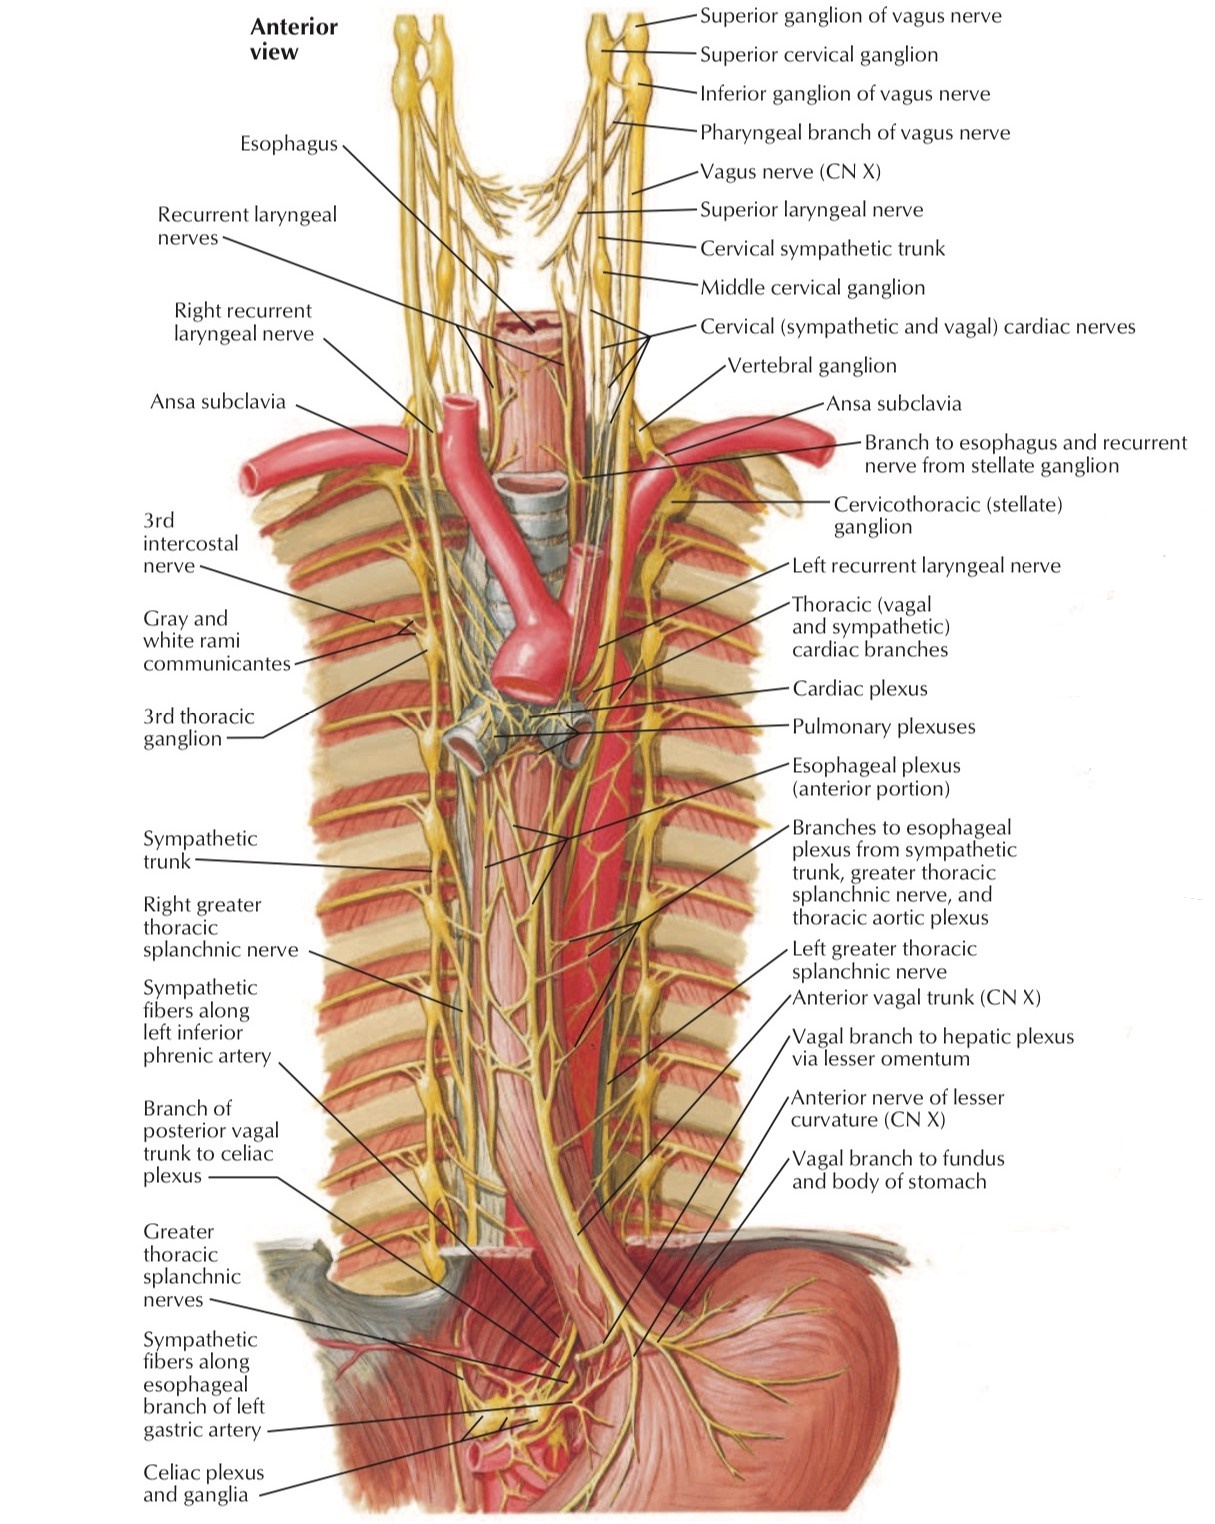 Anterior
view
Superior ganglion of vagus nerve
Superior cervical ganglion
Inferior ganglion of vagus nerve
Pharyngeal branch of vagus nerve
Esophagus
Vagus nerve (CN X)
Recurrent laryngeal
nerves
Superior laryngeal nerve
Cervical sympathetic trunk
Middle cervical ganglion
Right recurrent
laryngeal nerve
Cervical (sympathetic and vagal) cardiac nerves
Vertebral ganglion
Ansa subclavia
Ansa subclavia
Branch to esophagus and recurrent
nerve from stellate ganglion
Cervicothoracic (stellate)
ganglion
3rd
intercostal
nerve
Left recurrent laryngeal nerve
Thoracic (vagal
and sympathetic)
cardiac branches
Gray and
white rami
communicantes
Cardiac plexus
3rd thoracic
ganglion
Pulmonary plexuses
Esophageal plexus
(anterior portion)
Sympathetic
trunk
Branches to esophageal
plexus from sympathetic
trunk, greater thoracic
splanchnic nerve, and
thoracic aortic plexus
Right greater
thoracic
splanchnic nerve
Left greater thoracic
splanchnic nerve
Sympathetic
fibers along
left inferior
phrenic artery
Anterior vagal trunk (CN X)
Vagal branch to hepatic plexus
via lesser omentum
Branch of
posterior vagal
trunk to celiac
plexus
Anterior nerve of lesser
curvature (CN X)
Vagal branch to fundus
and body of stomach
Greater
thoracic
splanchnic
nerves
Sympathetic
fibers along
esophageal
branch of left
gastric artery
Celiac plexus
and ganglia